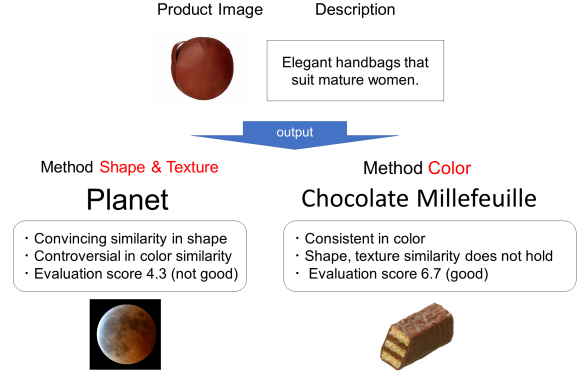 Product Image
Description
Elegant handbags that
suit mature women.
output
Method Shape & Texture
Planet
・Convincing similarity in shape
・Controversial in color similarity
・Evaluation score 4.3 (not good)
Method Color
Chocolate Millefeuille
・Consistent in color
・Shape, texture similarity does not hold
・ Evaluation score 6.7 (good)